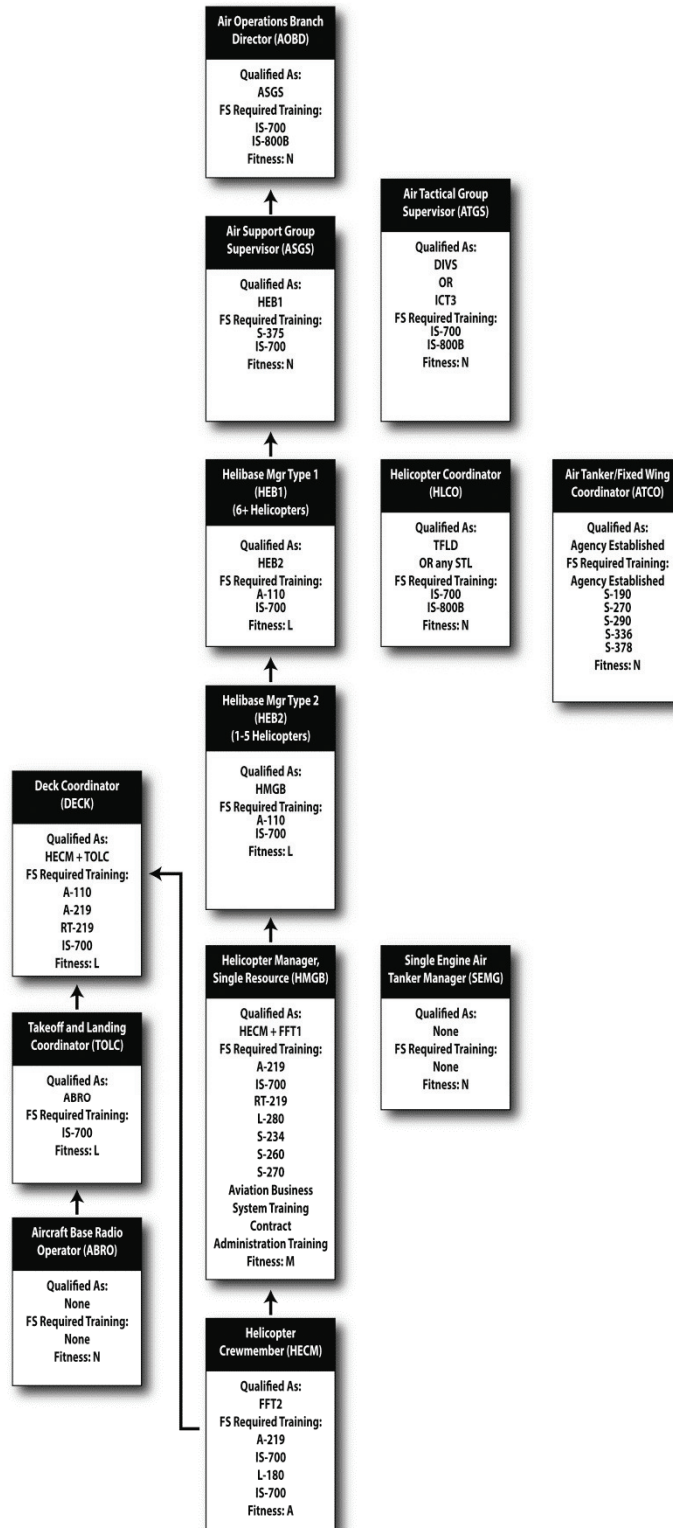 Air Operations Branch
Director (AOBD)
Qualified As:
ASGS
FS Required Training:
IS-700
IS-800B
Fitness: N
Air Tactical Group
Supervisor (ATGS)
Qualified As:
DIVS
OR
ICT3
FS Required Training:
IS-700
IS-800B
Fitness: N
Air Support Group
Supervisor (ASGS)
Qualified As:
HEB1
FS Required Training:
S-375
IS-700
Fitness: N
Helibase Mgr Type 1
(HEB1)
(6+ Helicopters)
Qualified As:
HEB2
FS Required Training:
A-110
IS-700
Fitness: L
Helicopter Coordinator
(HLCO)
Qualified As:
TFLD
OR any STL
FS Required Training:
IS-700
IS-800B
Fitness: N
Air Tanker/Fixed Wing
Coordinator (ATCO)
Qualified As:
Agency Established
FS Required Training:
Agency Established
S-190
S-270
S-290
S-336
S-378
Fitness: N
Helibase Mgr Type 2
(HEB2)
(1-5 Helicopters)
Qualified As:
HMGB
FS Required Training:
A-110
IS-700
Fitness: L
Deck Coordinator
(DECK)
Qualified As:
HECM + TOLC
FS Required Training:
A-110
A-219
RT-219
IS-700
Fitness: L
Helicopter Manager,
Single Resource (HMGB)
Qualified As:
HECM + FFT1
FS Required Training:
A-219
IS-700
RT-219
L-280
S-234
S-260
S-270
Aviation Business
System Training
Contract
Administration Training
Fitness: M
Single Engine Air
Tanker Manager (SEMG)
Qualified As:
None
FS Required Training:
None
Fitness: N
Takeoff and Landing
Coordinator (TOLC)
Qualified As:
ABRO
FS Required Training:
IS-700
Fitness: L
Aircraft Base Radio
Operator (ABRO)
Qualified As:
None
FS Required Training:
None
Fitness: N
Helicopter
Crewmember (HECM)
Qualified As:
FFT2
FS Required Training:
A-219
IS-700
L-180
IS-700
Fitness: A